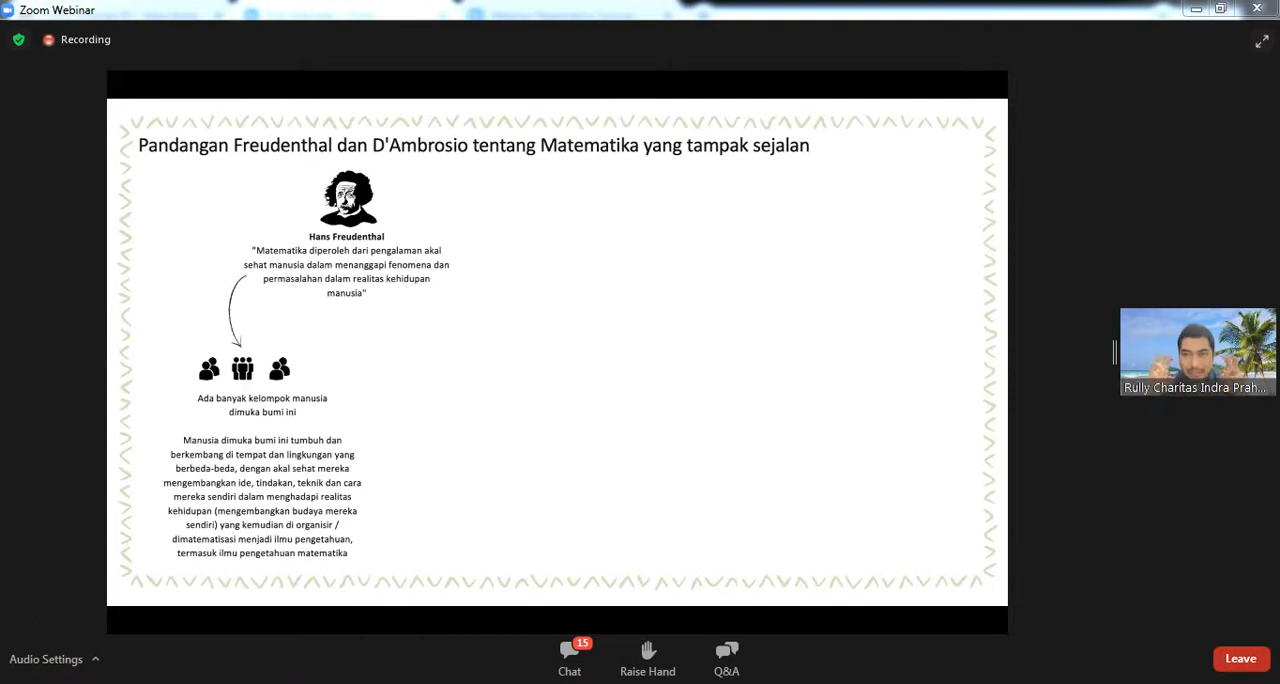 Zoom Webinar
Recording
Pandangan Freudenthal dan D'Ambrosio tentang Matematika yang tampak sejalan
Hans Freudenthal
"Matematika diperoleh dari pengalaman akal
sehat manusia dalam menanggapi fenomena dan
permasalahan dalam realitas kehidupan
manusia"
Ada banyak kelompok manusia
dimuka bumi ini
Manusia dimuka bumi ini tumbuh dan
berkembang di tempat dan lingkungan yang
berbeda-beda, dengan akal sehat mereka
mengembangkan ide, tindakan, teknik dan cara
mereka sendiri dalam menghadapi realitas
kehidupan (mengembangkan budaya mereka
sendiri) yang kemudian di organisir /
dimatematisasi menjadi ilmu pengetahuan,
termasuk ilmu pengetahuan matematika
Rully Charitas Indra Prah...
Audio Settings
15
Chat
Raise Hand
Q&A
Leave